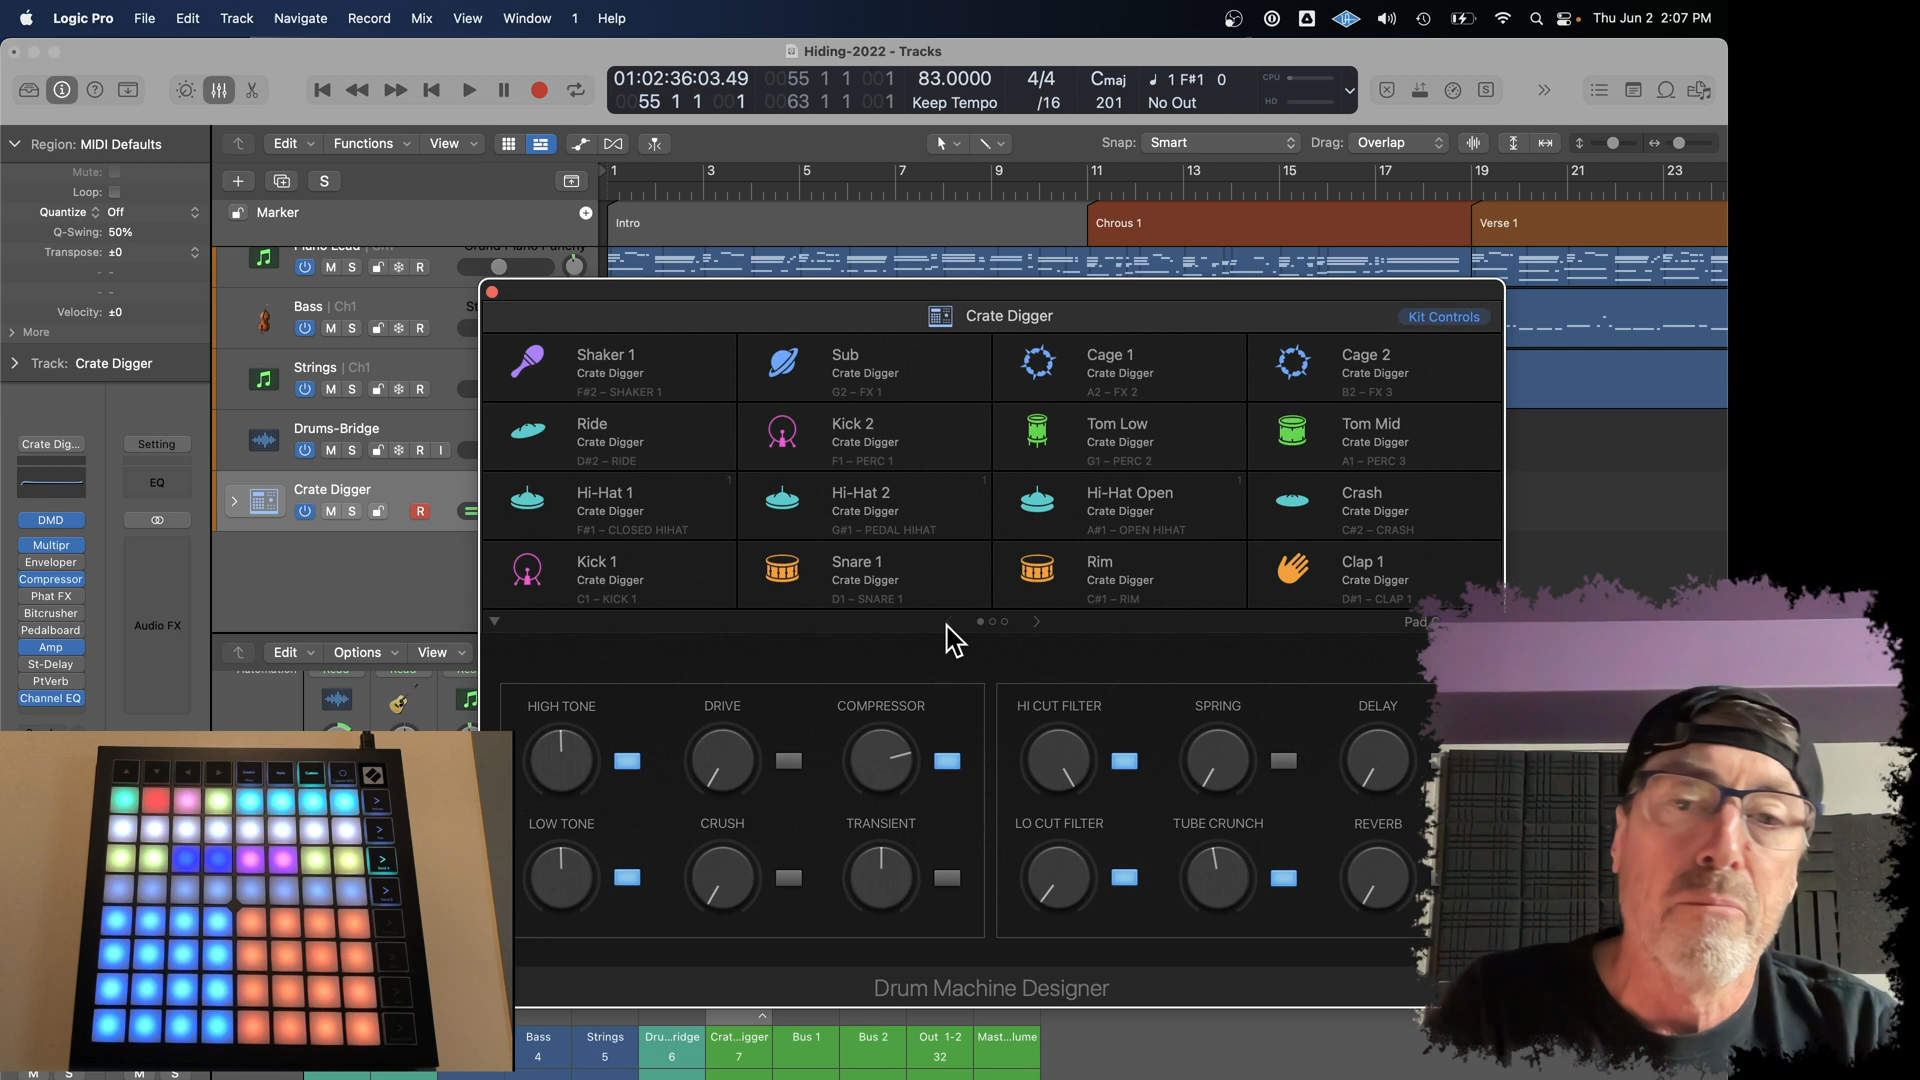 Logic Pro File Edit Track Navigate Record Mix View Window 1 Help
Thu Jun 2 2:07 PM
Hiding-2022 - Tracks
01:02:36:03.49 0055 1 1 001 83.0000 4/4 Cmaj 1 F#1 0 CPU
0055 1 1 001 0063 1 1 001 Keep Tempo /16 201 No Out HD
Region: MIDI Defaults
Mute:
Loop:
Quantize Off
Q-Swing: 50%
Transpose: ±0
Velocity: ±0
More
Track: Crate Digger
Crate Dig... Setting
EQ
DMD
Multipr
Enveloper
Compressor
Phat FX
Bitcrusher
Pedalboard
Audio FX
Amp
St-Delay
PtVerb
Channel EQ
Edit Functions View
Snap: Smart Drag: Overlap
S
1 3 5 7 9 11 13 15 17 19 21 23
Marker
Intro Chrous 1 Verse 1
M S R
Bass | Ch1
M S R
Strings | Ch1
M S R
Drums-Bridge
M S R I
Crate Digger
M S R
Edit Options View
Crate Digger
Kit Controls
Shaker 1 Sub Cage 1 Cage 2
Crate Digger Crate Digger Crate Digger Crate Digger
F#2 – SHAKER 1 G2 – FX 1 A2 – FX 2 B2 – FX 3
Ride Kick 2 Tom Low Tom Mid
Crate Digger Crate Digger Crate Digger Crate Digger
D#2 – RIDE F1 – PERC 1 G1 – PERC 2 A1 – PERC 3
Hi-Hat 1 Hi-Hat 2 Hi-Hat Open Crash
Crate Digger Crate Digger Crate Digger Crate Digger
F#1 – CLOSED HIHAT G#1 – PEDAL HIHAT A#1 – OPEN HIHAT C#2 – CRASH
Kick 1 Snare 1 Rim Clap 1
Crate Digger Crate Digger Crate Digger Crate Digger
C1 – KICK 1 D1 – SNARE 1 C#1 – RIM D#1 – CLAP 1
Pad
HIGH TONE DRIVE COMPRESSOR HI CUT FILTER SPRING DELAY
LOW TONE CRUSH TRANSIENT LO CUT FILTER TUBE CRUNCH REVERB
Drum Machine Designer
Bass Strings Dru...ridge Crat...igger Bus 1 Bus 2 Out 1-2 Mast...lume
4 5 6 7 32
M S M S